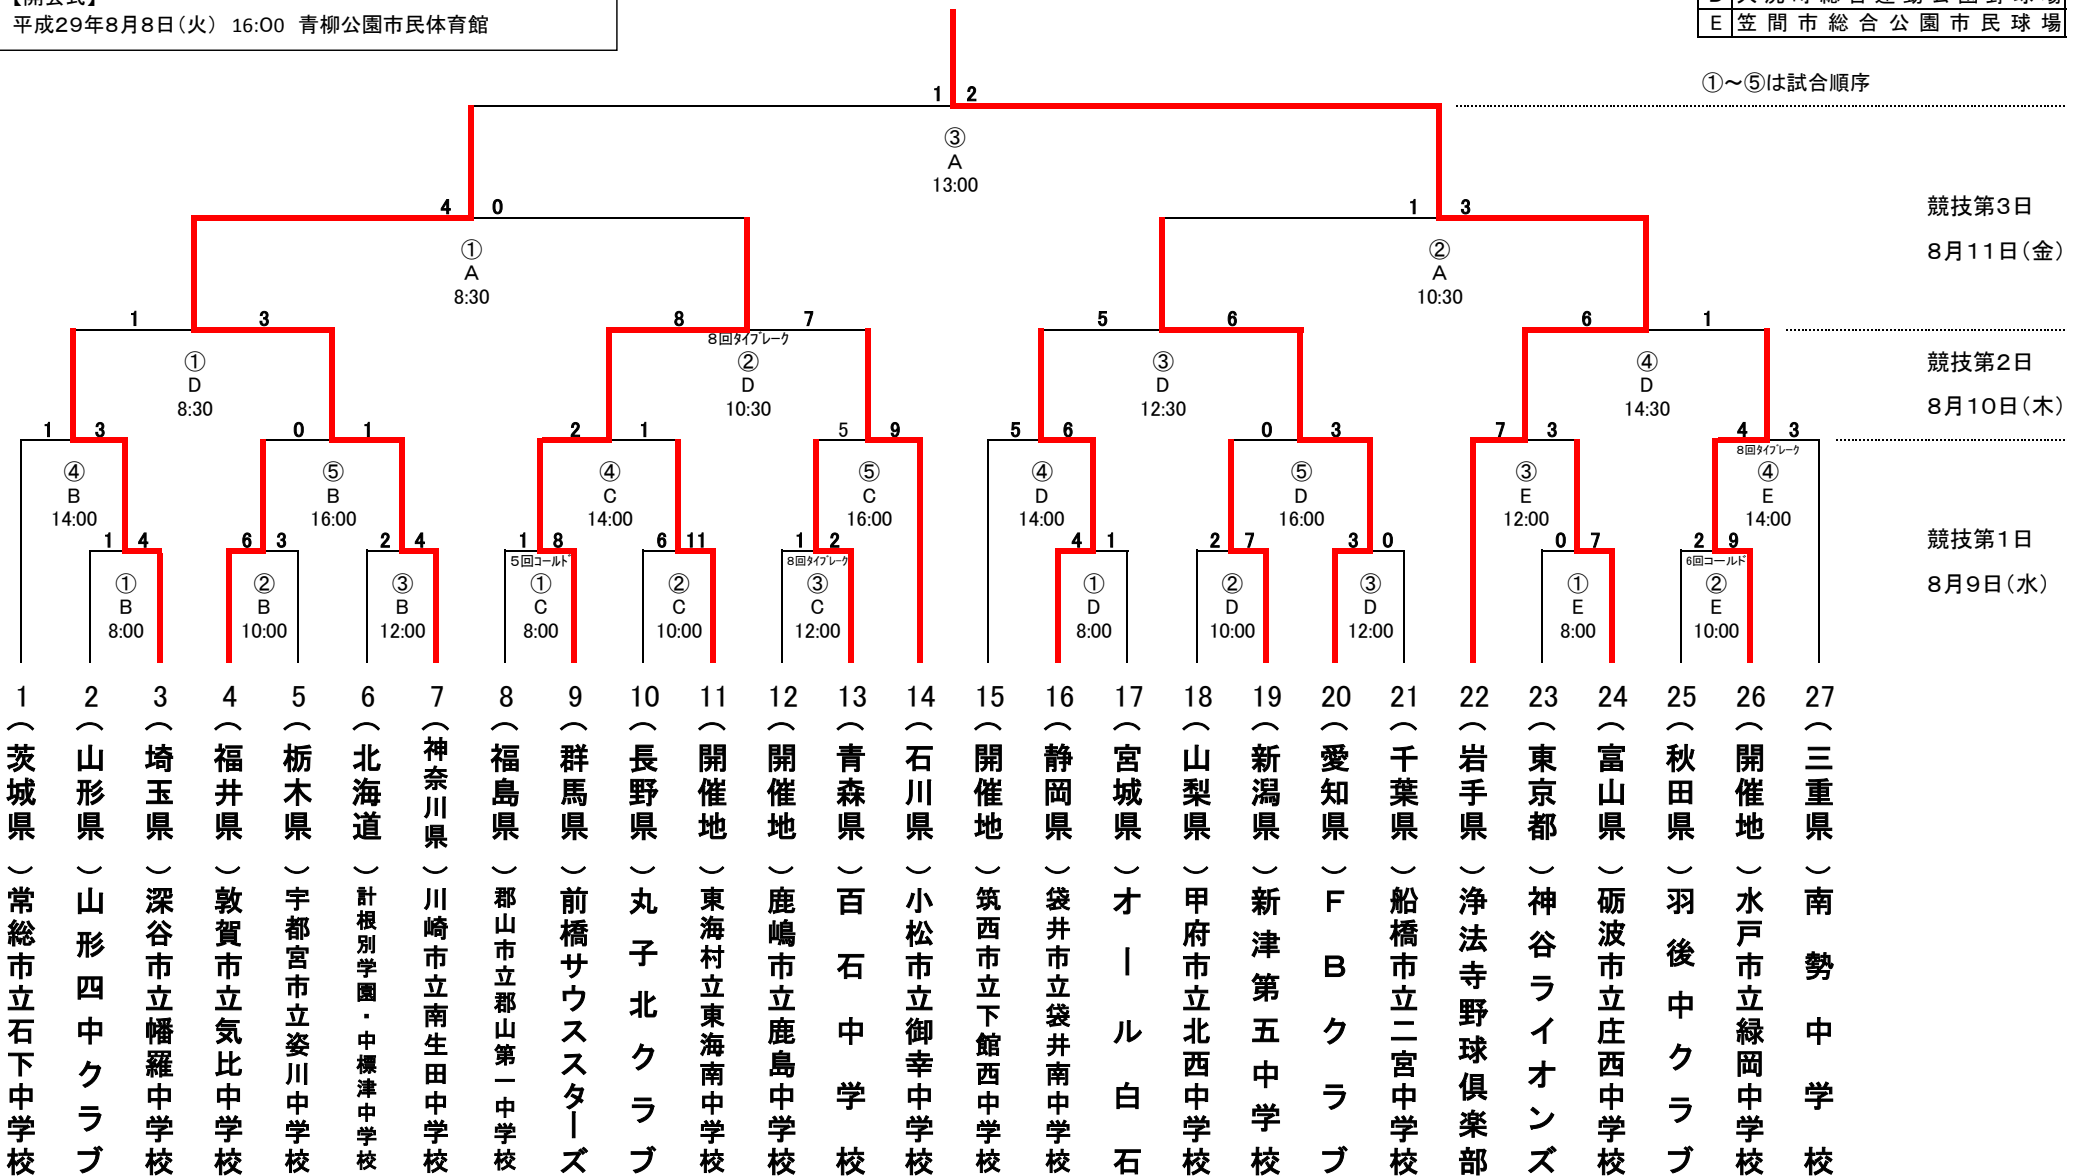 平成29年8月8日(火) 16:00 青柳公園市民体育館
E 笠間市総合公園市民球場
①～⑤は試合順序
1 2
③
A
13:00
競技第3日
8月11日(金)
4 0
①
A
8:30
1 3
②
A
10:30
1 3
①
D
8:30
8 7
8回タイブレーク
②
D
10:30
5 6
③
D
12:30
6 1
④
D
14:30
競技第2日
8月10日(木)
1 3
④
B
14:00
0 1
⑤
B
16:00
2 1
④
C
14:00
5 9
⑤
C
16:00
5 6
④
D
14:00
0 3
⑤
D
16:00
7 3
③
E
12:00
4 3
8回タイブレーク
④
E
14:00
競技第1日
8月9日(水)
1 4
①
B
8:00
6 3
②
B
10:00
2 4
③
B
12:00
1 8
5回コールド
①
C
8:00
6 11
②
C
10:00
1 2
8回タイブレーク
③
C
12:00
4 1
①
D
8:00
2 7
②
D
10:00
3 0
③
D
12:00
0 7
①
E
8:00
2 9
6回コールド
②
E
10:00
1(茨城県)常総市立石下中学校
2(山形県)山形四中クラブ
3(埼玉県)深谷市立幡羅中学校
4(福井県)敦賀市立気比中学校
5(栃木県)宇都宮市立姿川中学校
6(北海道)計根別学園・中標津中学校
7(神奈川県)川崎市立南生田中学校
8(福島県)郡山市立郡山第一中学校
9(群馬県)前橋サウススターズ
10(長野県)丸子北クラブ
11(開催地)東海村立東海南中学校
12(開催地)鹿嶋市立鹿島中学校
13(青森県)百石中学校
14(石川県)小松市立御幸中学校
15(開催地)筑西市立下館西中学校
16(静岡県)袋井市立袋井南中学校
17(宮城県)オール白石
18(山梨県)甲府市立北西中学校
19(新潟県)新津第五中学校
20(愛知県)FBクラブ
21(千葉県)船橋市立二宮中学校
22(岩手県)浄法寺野球倶楽部
23(東京都)神谷ライオンズ
24(富山県)砺波市立庄西中学校
25(秋田県)羽後中クラブ
26(開催地)水戸市立緑岡中学校
27(三重県)南勢中学校